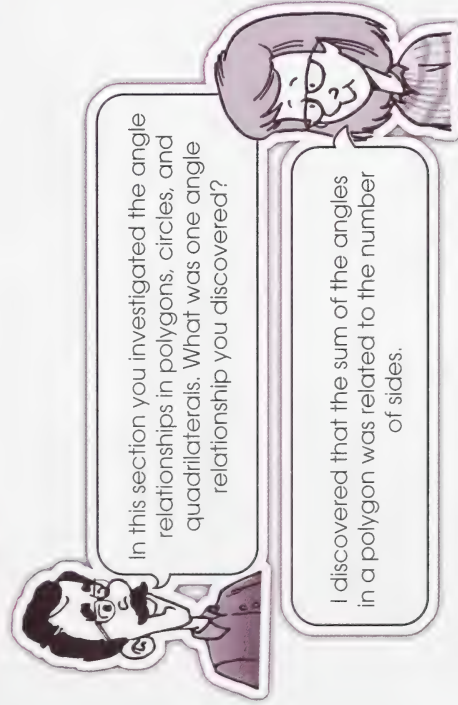 In this section you investigated the angle
relationships in polygons, circles, and
quadrilaterals. What was one angle
relationship you discovered?
I discovered that the sum of the angles
in a polygon was related to the number
of sides.